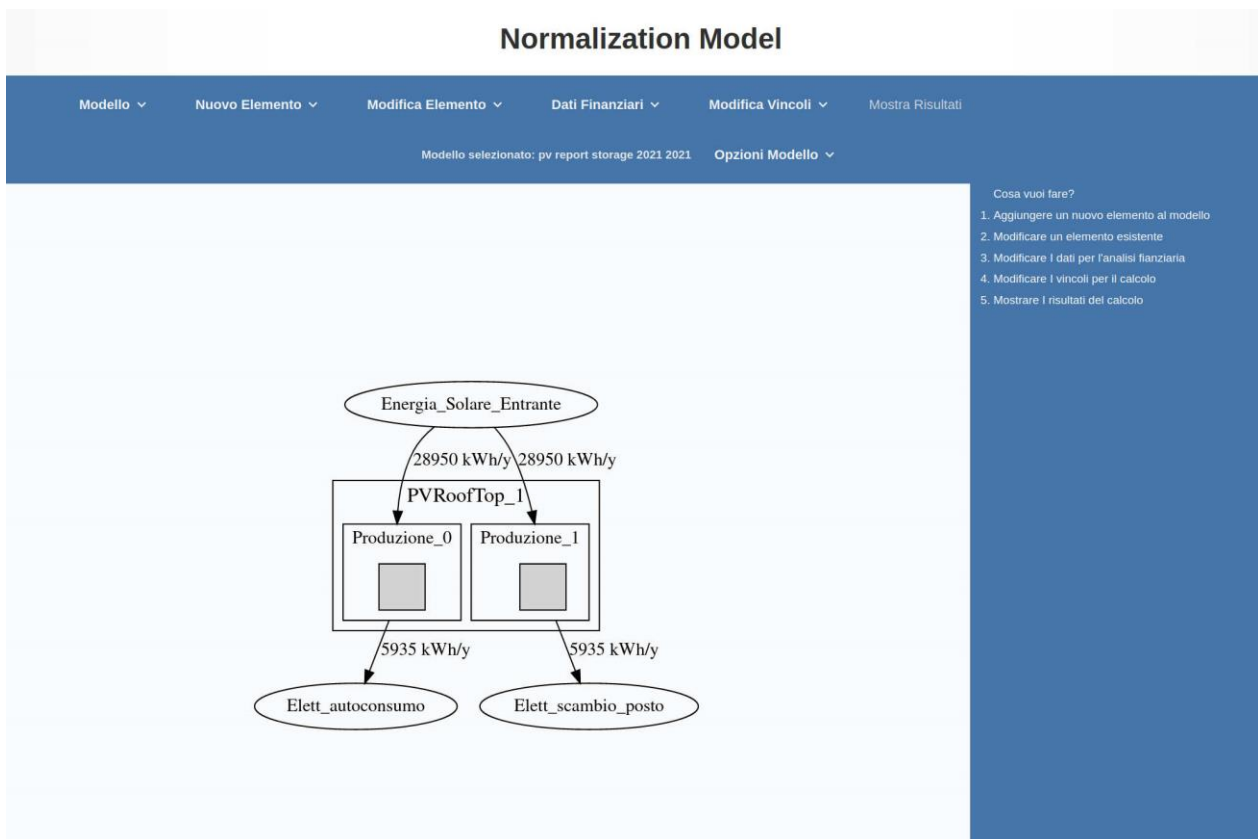 Normalization Model
Modello Nuovo Elemento Modifica Elemento Dati Finanziari Modifica Vincoli Mostra Risultati
Modello selezionato: pv report storage 2021 2021 Opzioni Modello
Cosa vuoi fare?
1. Aggiungere un nuovo elemento al modello
2. Modificare un elemento esistente
3. Modificare I dati per l'analisi fianziaria
4. Modificare I vincoli per il calcolo
5. Mostrare I risultati del calcolo
Energia_Solare_Entrante
28950 kWh/y 28950 kWh/y
PVRoofTop_1
Produzione_0 Produzione_1
5935 kWh/y 5935 kWh/y
Elett_autoconsumo Elett_scambio_posto